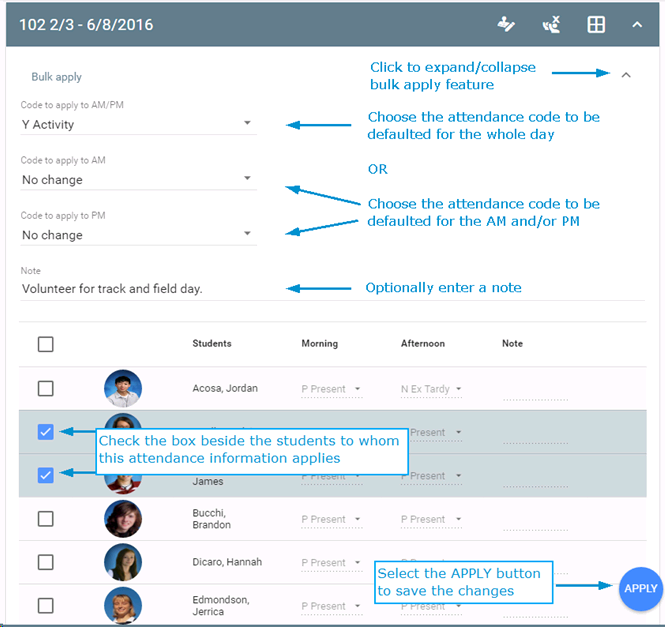 102 2/3 - 6/8/2016
Bulk apply
Click to expand/collapse
bulk apply feature
Code to apply to AM/PM
Y Activity
Choose the attendance code to be
defaulted for the whole day
OR
Code to apply to AM
No change
Choose the attendance code to be
defaulted for the AM and/or PM
Code to apply to PM
No change
Note
Volunteer for track and field day.
Optionally enter a note
Students Morning Afternoon Note
Acosa, Jordan P Present N Ex Tardy
Present
Check the box beside the students to whom
this attendance information applies
James P Present P Present
Bucchi,
Brandon P Present P Present
Dicaro, Hannah P Present
Select the APPLY button
to save the changes
APPLY
Edmondson,
Jerrica P Present P Present